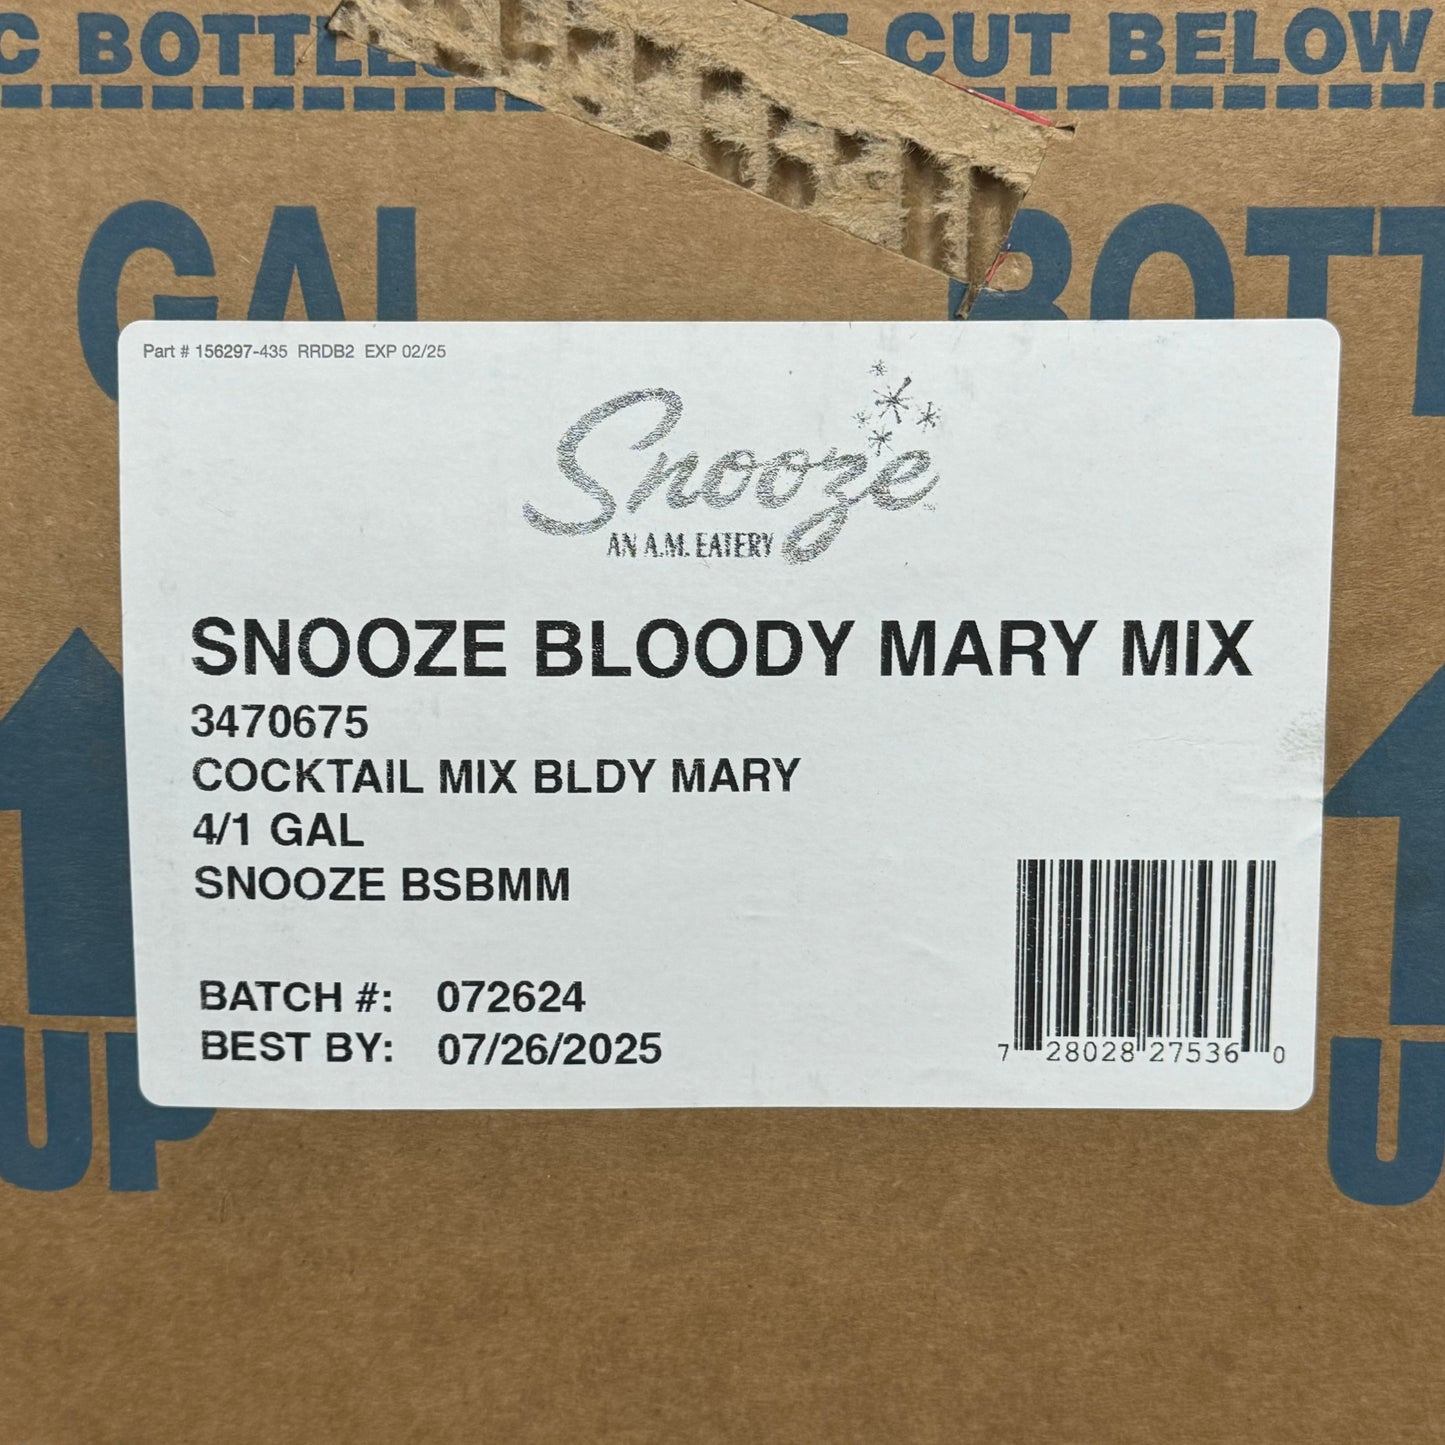 C BOTTLES
CUT BELOW
GAL
BOTT
Part # 156297-435 RRDB2 EXP 02/25
Snooze
AN A.M. EATERY
SNOOZE BLOODY MARY MIX
3470675
COCKTAIL MIX BLDY MARY
4/1 GAL
SNOOZE BSBMM
BATCH #: 072624
BEST BY: 07/26/2025
7 28028 27536 0
UP
U